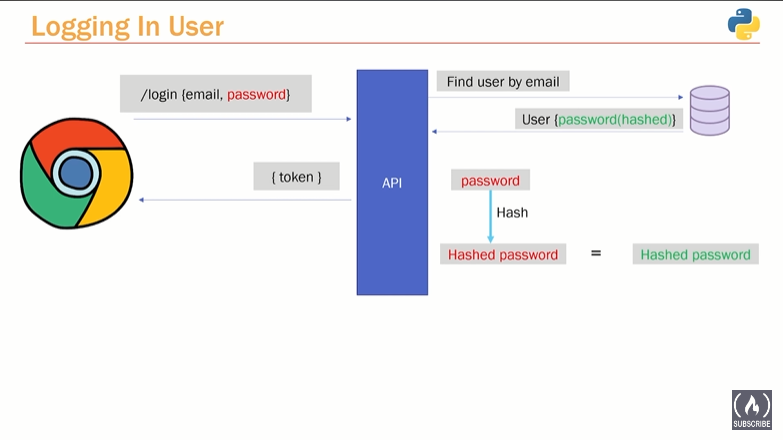 Logging In User
/login {email, password}
Find user by email
User {password(hashed)}
{ token }
API
password
Hash
Hashed password = Hashed password
SUBSCRIBE